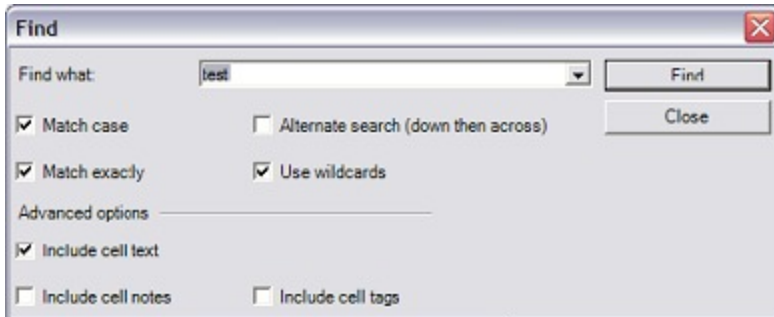 Find
Find what: test Find
Close
Match case Alternate search (down then across)
Match exactly Use wildcards
Advanced options
Include cell text
Include cell notes Include cell tags